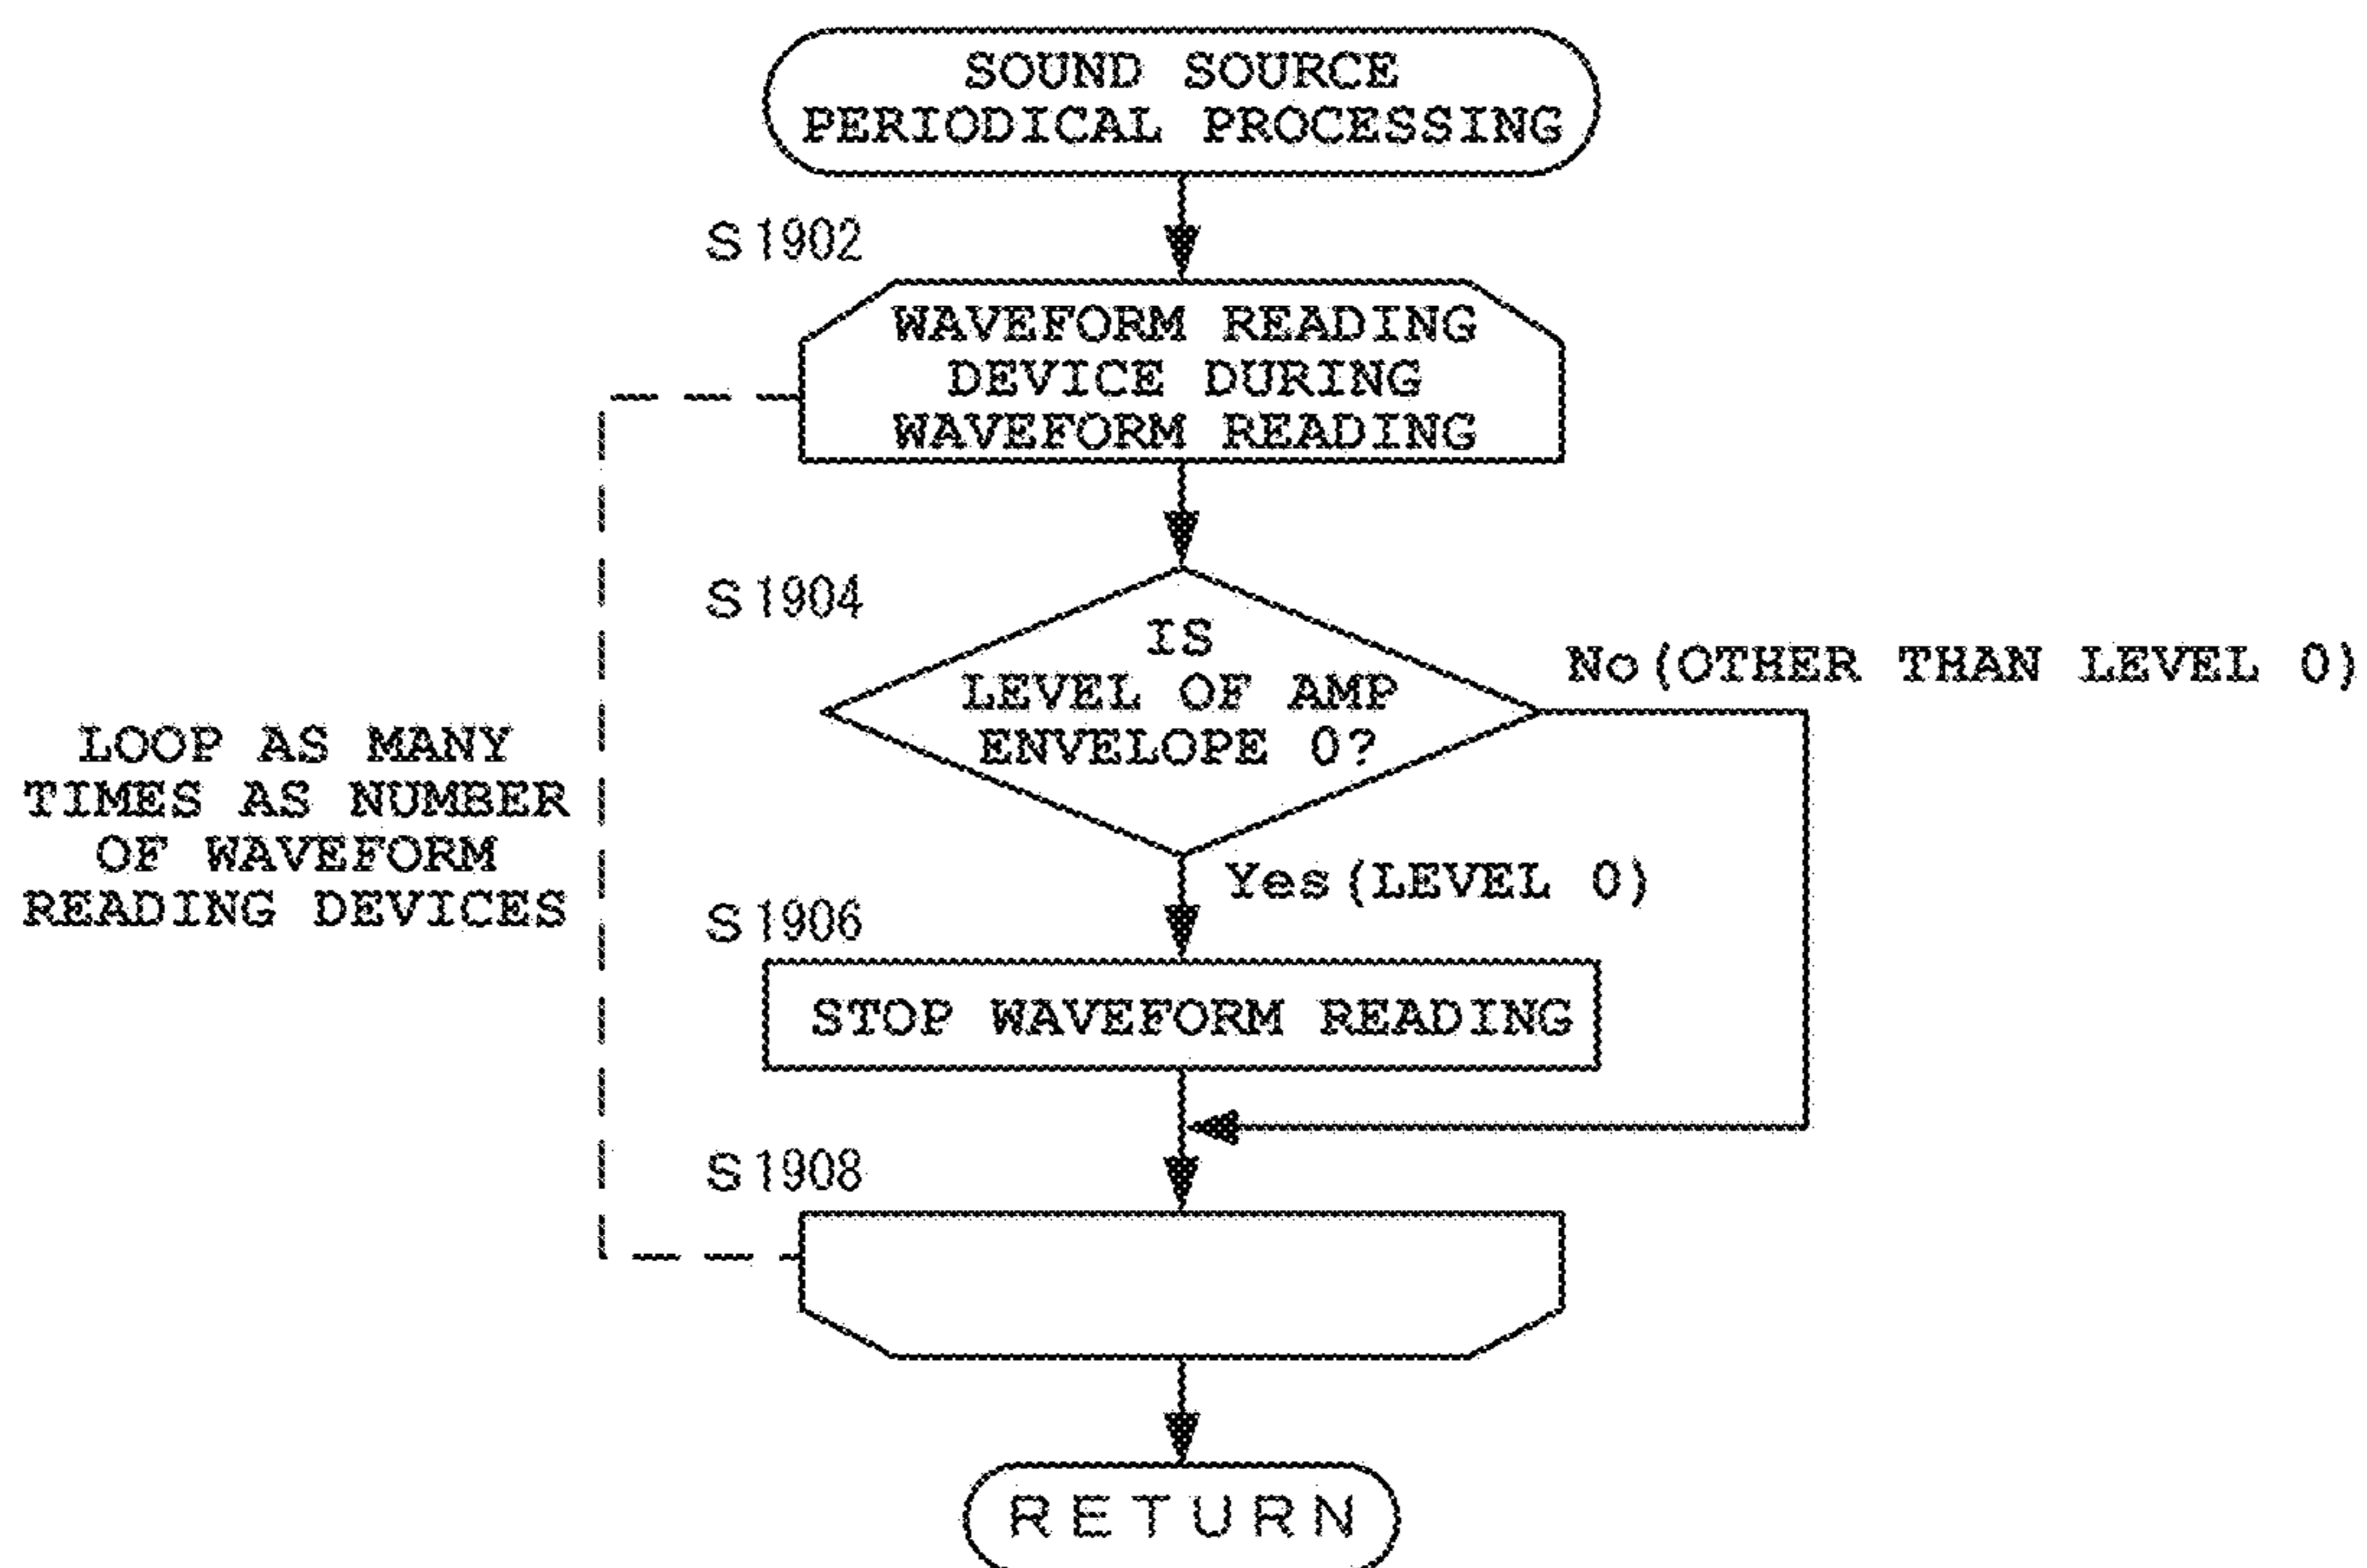 SOUND SOURCE
PERIODICAL PROCESSING
S1902
WAVEFORM READING
DEVICE DURING
WAVEFORM READING
S1904
IS
LEVEL OF AMP
ENVELOPE 0?
No(OTHER THAN LEVEL 0)
LOOP AS MANY
TIMES AS NUMBER
OF WAVEFORM
READING DEVICES
Yes(LEVEL 0)
S1906
STOP WAVEFORM READING
S1908
RETURN